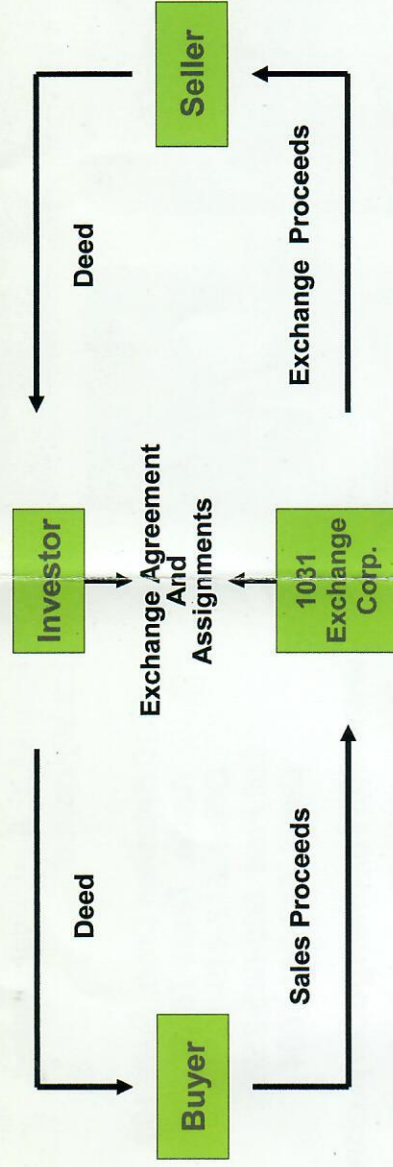 Investor
Deed
Deed
Buyer
Exchange Agreement
And
Assignments
Seller
Sales Proceeds
1031
Exchange
Corp.
Exchange Proceeds